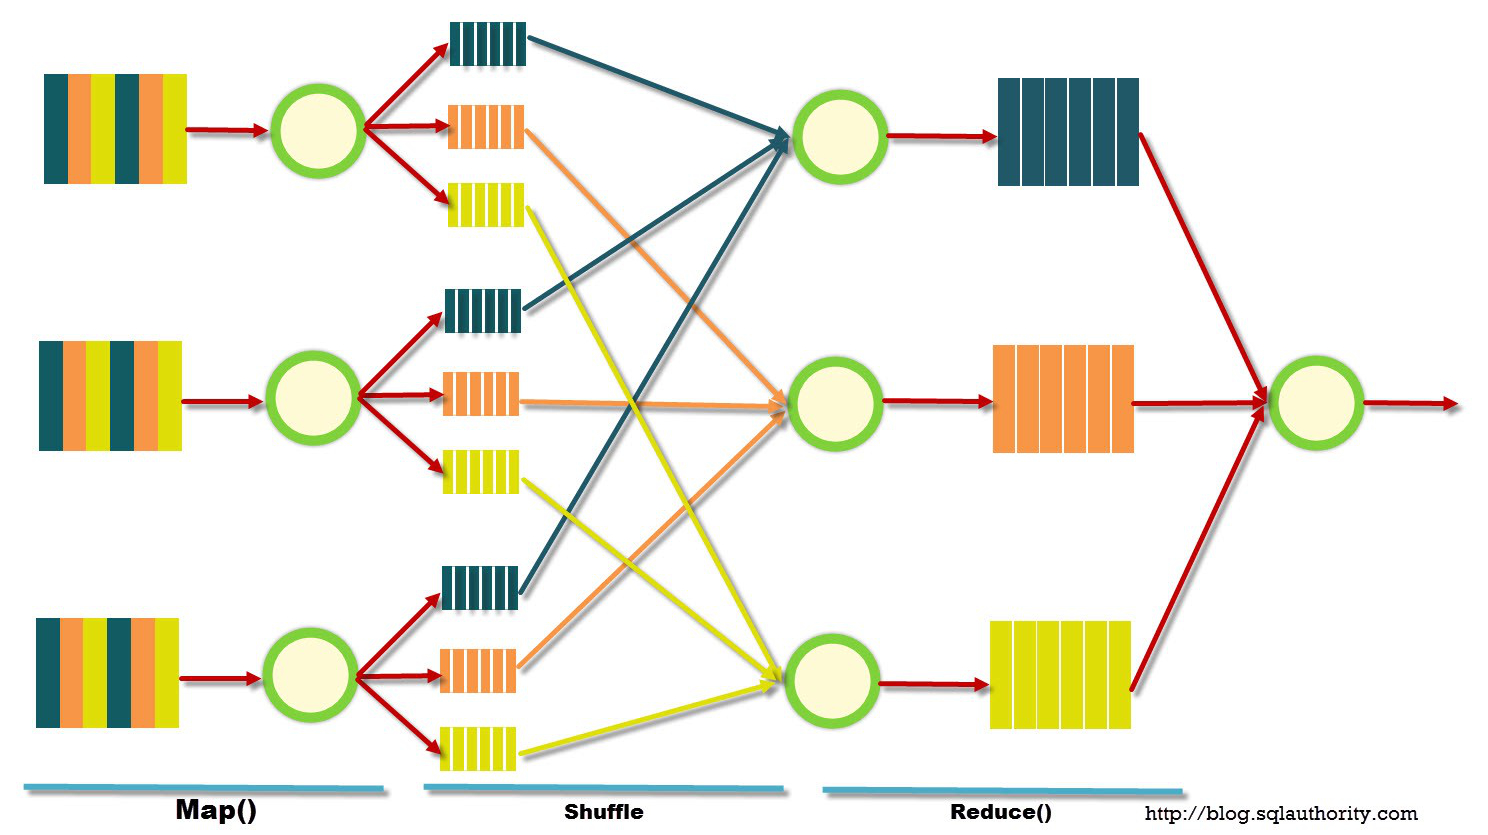 Map()
Shuffle
Reduce()
http://blog.sqlauthority.com